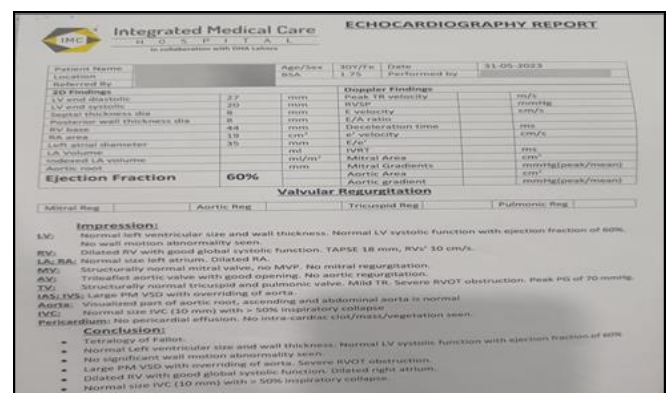 IMC
Integrated Medical Care
HOSPITAL
In collaboration with DHA Lahore
ECHOCARDIOGRAPHY REPORT
Patient Name Age/Sex 30Y/Fe Date 31-05-2023
Location BSA 1.75 Performed by
Referred By
2D Findings Doppler Findings
LV end diastolic 27 mm Peak TR velocity m/s
LV end systolic 20 mm RVSP mmHg
Septal thickness dia 8 mm E velocity cm/s
Posterior wall thickness dia 8 mm E/A ratio
RV base 44 mm Deceleration time ms
RA area 19 cm² e' velocity cm/s
Left atrial diameter 35 mm E/e'
LA Volume ml IVRT ms
Indexed LA volume ml/m² Mitral Area cm²
Aortic root mm Mitral Gradients mmHg(peak/mean)
Ejection Fraction 60% Aortic Area cm²
Aortic gradient mmHg(peak/mean)
Valvular Regurgitation
Mitral Reg Aortic Reg Tricuspid Reg Pulmonic Reg
Impression:
LV: Normal left ventricular size and wall thickness. Normal LV systolic function with ejection fraction of 60%.
No wall motion abnormality seen.
RV: Dilated RV with good global systolic function. TAPSE 18 mm, RVs' 10 cm/s.
LA; RA: Normal size left atrium. Dilated RA.
MV: Structurally normal mitral valve, no MVP. No mitral regurgitation.
AV: Trileaflet aortic valve with good opening. No aortic regurgitation.
TV: Structurally normal tricuspid and pulmonic valve. Mild TR. Severe RVOT obstruction. Peak PG of 70 mmHg.
IAS; IVS: Large PM VSD with overriding of aorta.
Aorta: Visualized part of aortic root, ascending and abdominal aorta is normal
IVC: Normal size IVC (10 mm) with > 50% inspiratory collapse
Pericardium: No pericardial effusion. No intra-cardiac clot/mass/vegetation seen.
Conclusion:
• Tetralogy of Fallot.
• Normal Left ventricular size and wall thickness. Normal LV systolic function with ejection fraction of 60%
• No significant wall motion abnormality seen.
• Large PM VSD with overriding of aorta. Severe RVOT obstruction.
• Dilated RV with good global systolic function. Dilated right atrium.
• Normal size IVC (10 mm) with > 50% inspiratory collapse.